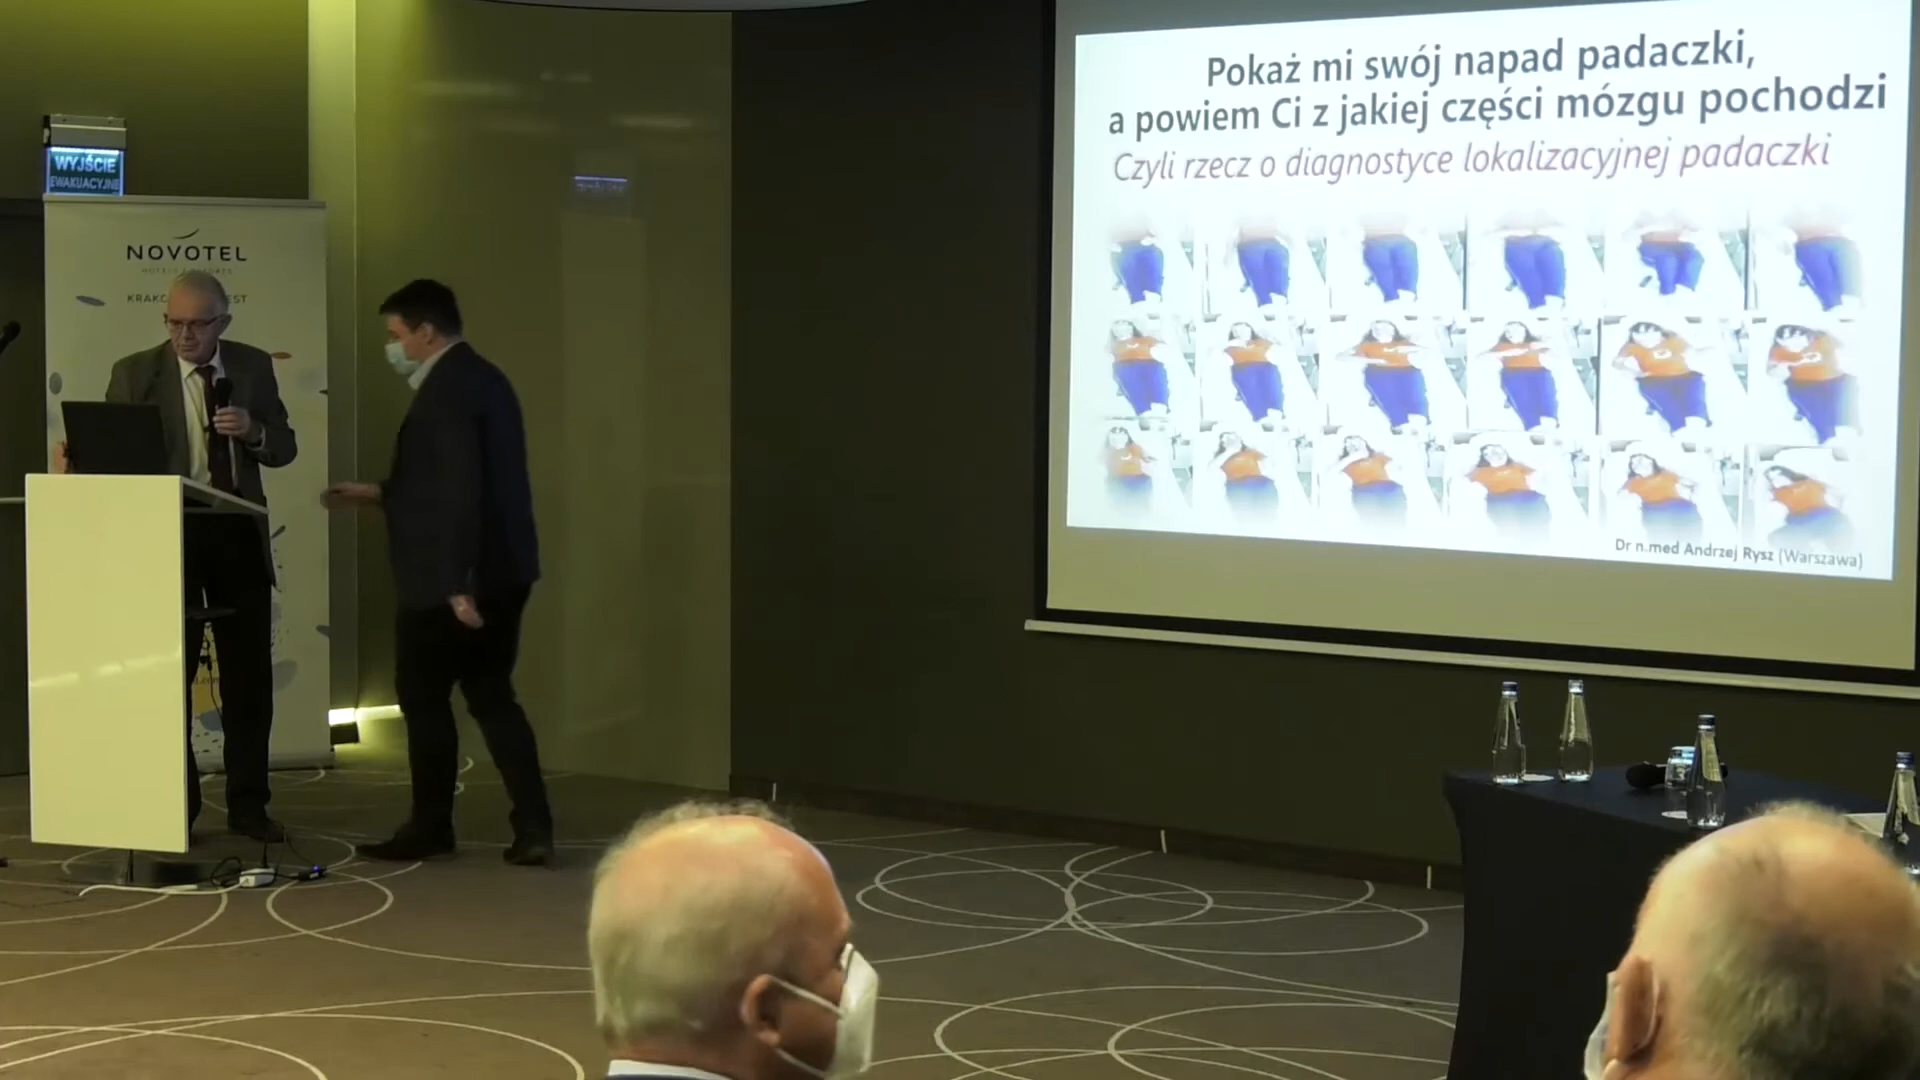 Pokaż mi swój napad padaczki,
a powiem Ci z jakiej części mózgu pochodzi
Czyli rzecz o diagnostyce lokalizacyjnej padaczki
Dr n.med Andrzej Rysz (Warszawa)
WYJŚCIE
EWAKUACYJNE
NOVOTEL